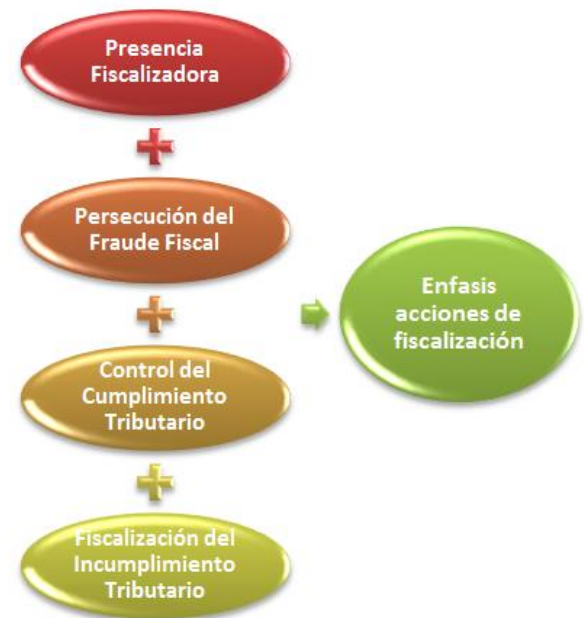 Presencia
Fiscalizadora
Persecución del
Fraude Fiscal
Control del
Cumplimiento
Tributario
Fiscalización del
Incumplimiento
Tributario
Enfasis
acciones de
fiscalización